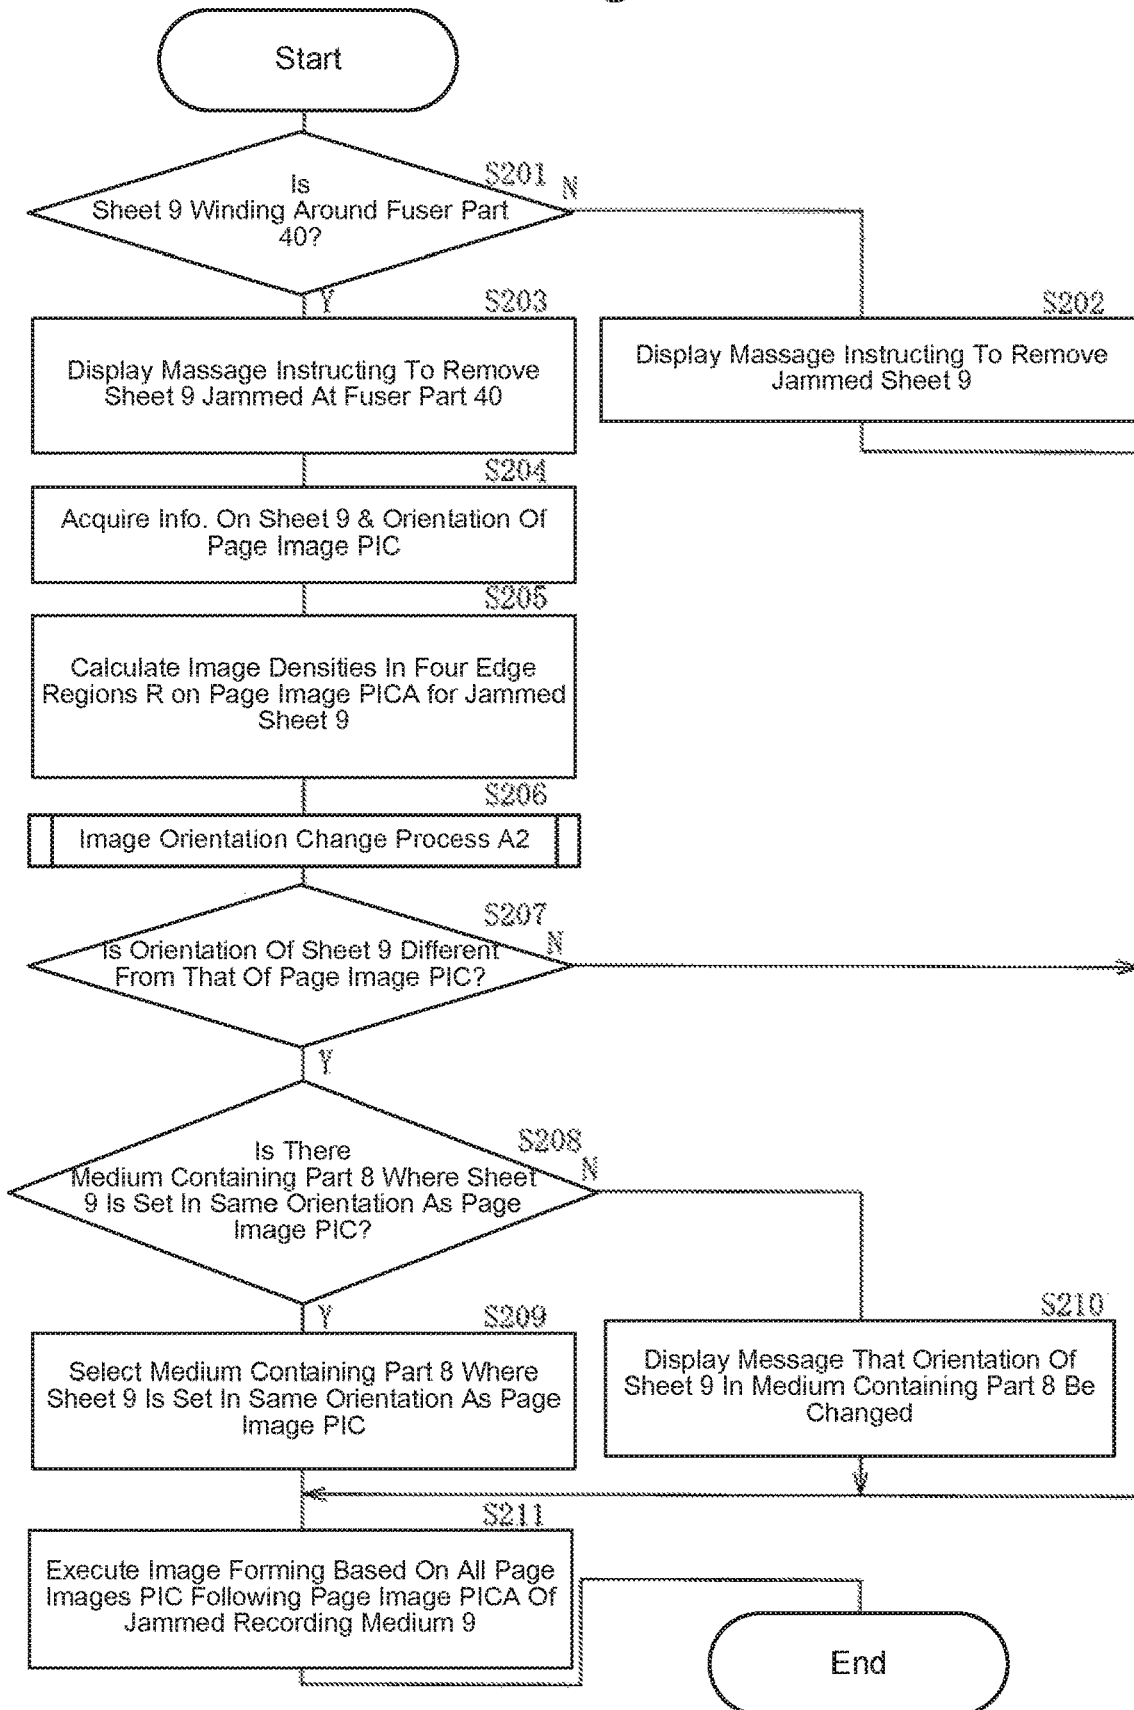 Start
S201
N
Is
Sheet 9 Winding Around Fuser Part
40?
Y
S203
S202
Display Massage Instructing To Remove
Sheet 9 Jammed At Fuser Part 40
Display Massage Instructing To Remove
Jammed Sheet 9
S204
Acquire Info. On Sheet 9 & Orientation Of
Page Image PIC
S205
Calculate Image Densities In Four Edge
Regions R on Page Image PICA for Jammed
Sheet 9
S206
Image Orientation Change Process A2
S207
N
Is Orientation Of Sheet 9 Different
From That Of Page Image PIC?
Y
S208
N
Is There
Medium Containing Part 8 Where Sheet
9 Is Set In Same Orientation As Page
Image PIC?
Y
S209
S210
Select Medium Containing Part 8 Where
Sheet 9 Is Set In Same Orientation As Page
Image PIC
Display Message That Orientation Of
Sheet 9 In Medium Containing Part 8 Be
Changed
S211
Execute Image Forming Based On All Page
Images PIC Following Page Image PICA Of
Jammed Recording Medium 9
End